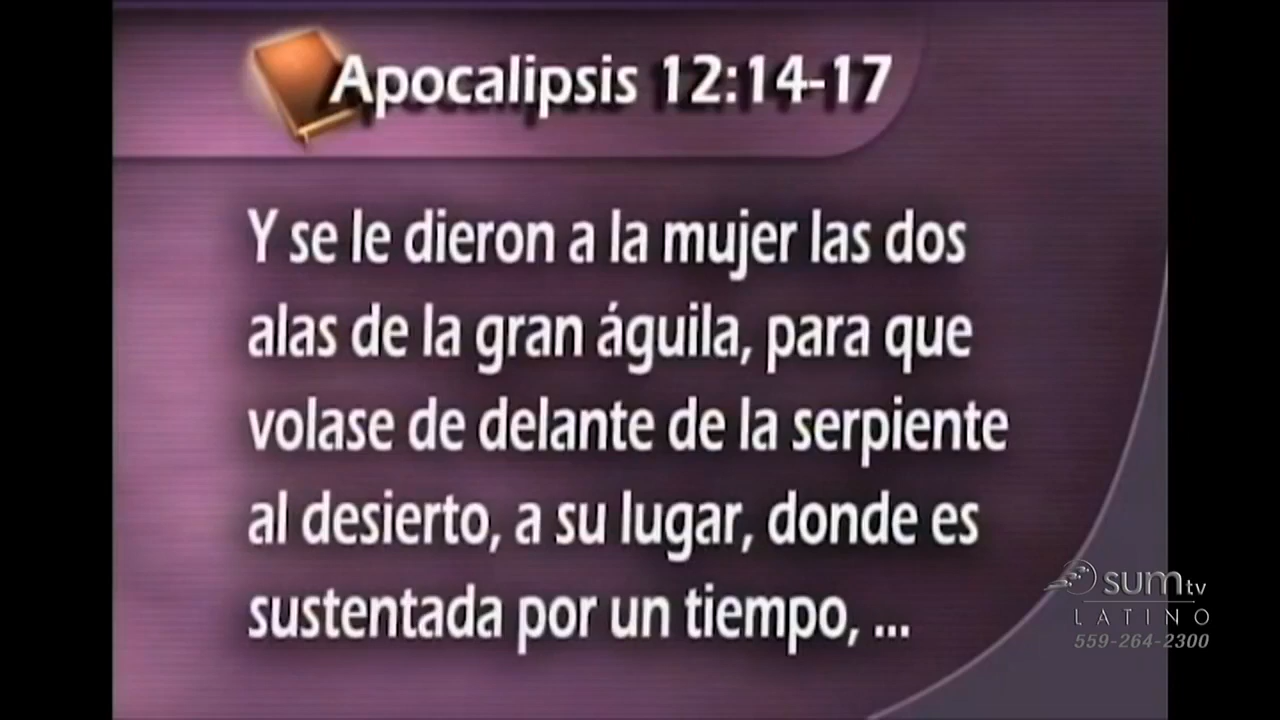 Apocalipsis 12:14-17
Y se le dieron a la mujer las dos
alas de la gran águila, para que
volase de delante de la serpiente
al desierto, a su lugar, donde es
sustentada por un tiempo, ...
sumtv
LATINO
559-264-2300